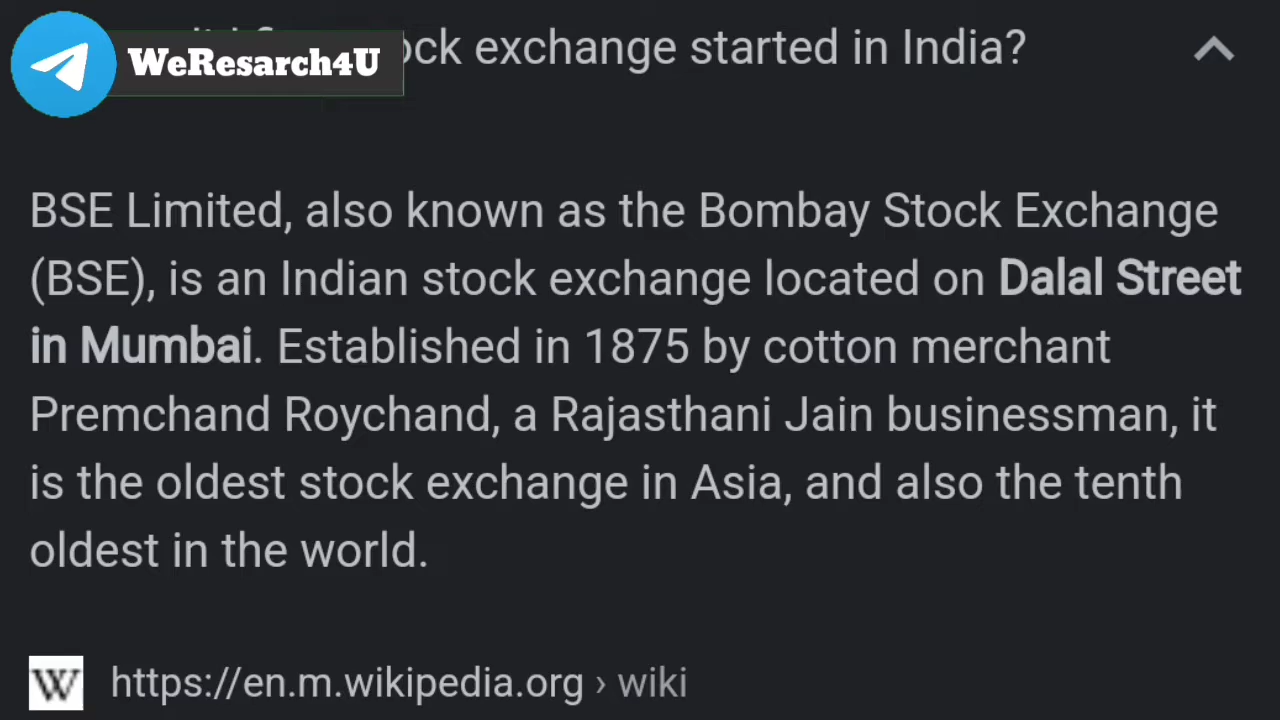 WeResarch4U
ock exchange started in India?
BSE Limited, also known as the Bombay Stock Exchange
(BSE), is an Indian stock exchange located on Dalal Street
in Mumbai. Established in 1875 by cotton merchant
Premchand Roychand, a Rajasthani Jain businessman, it
is the oldest stock exchange in Asia, and also the tenth
oldest in the world.
W https://en.m.wikipedia.org › wiki